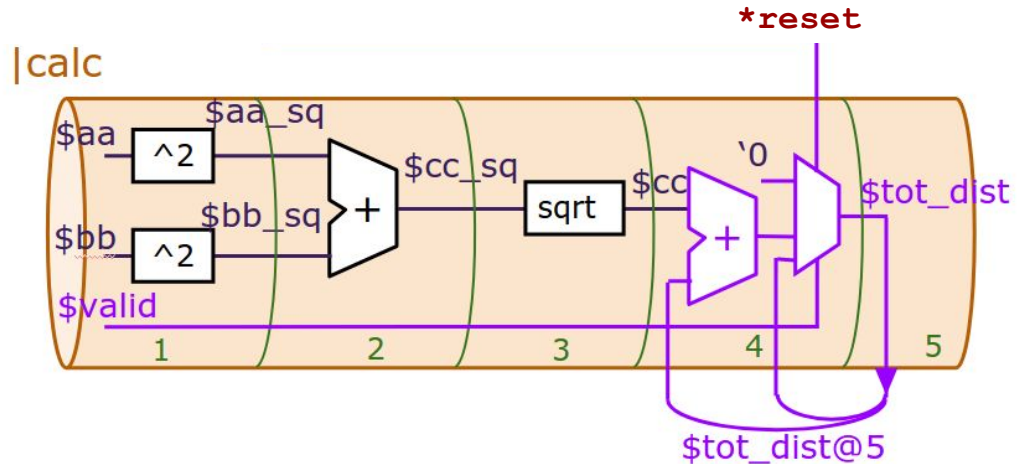 *reset
|calc
$aa
^2
$aa_sq
$bb
^2
$bb_sq
+
$cc_sq
sqrt
$cc
+
‘0
$tot_dist
$valid
1
2
3
4
5
$tot_dist@5